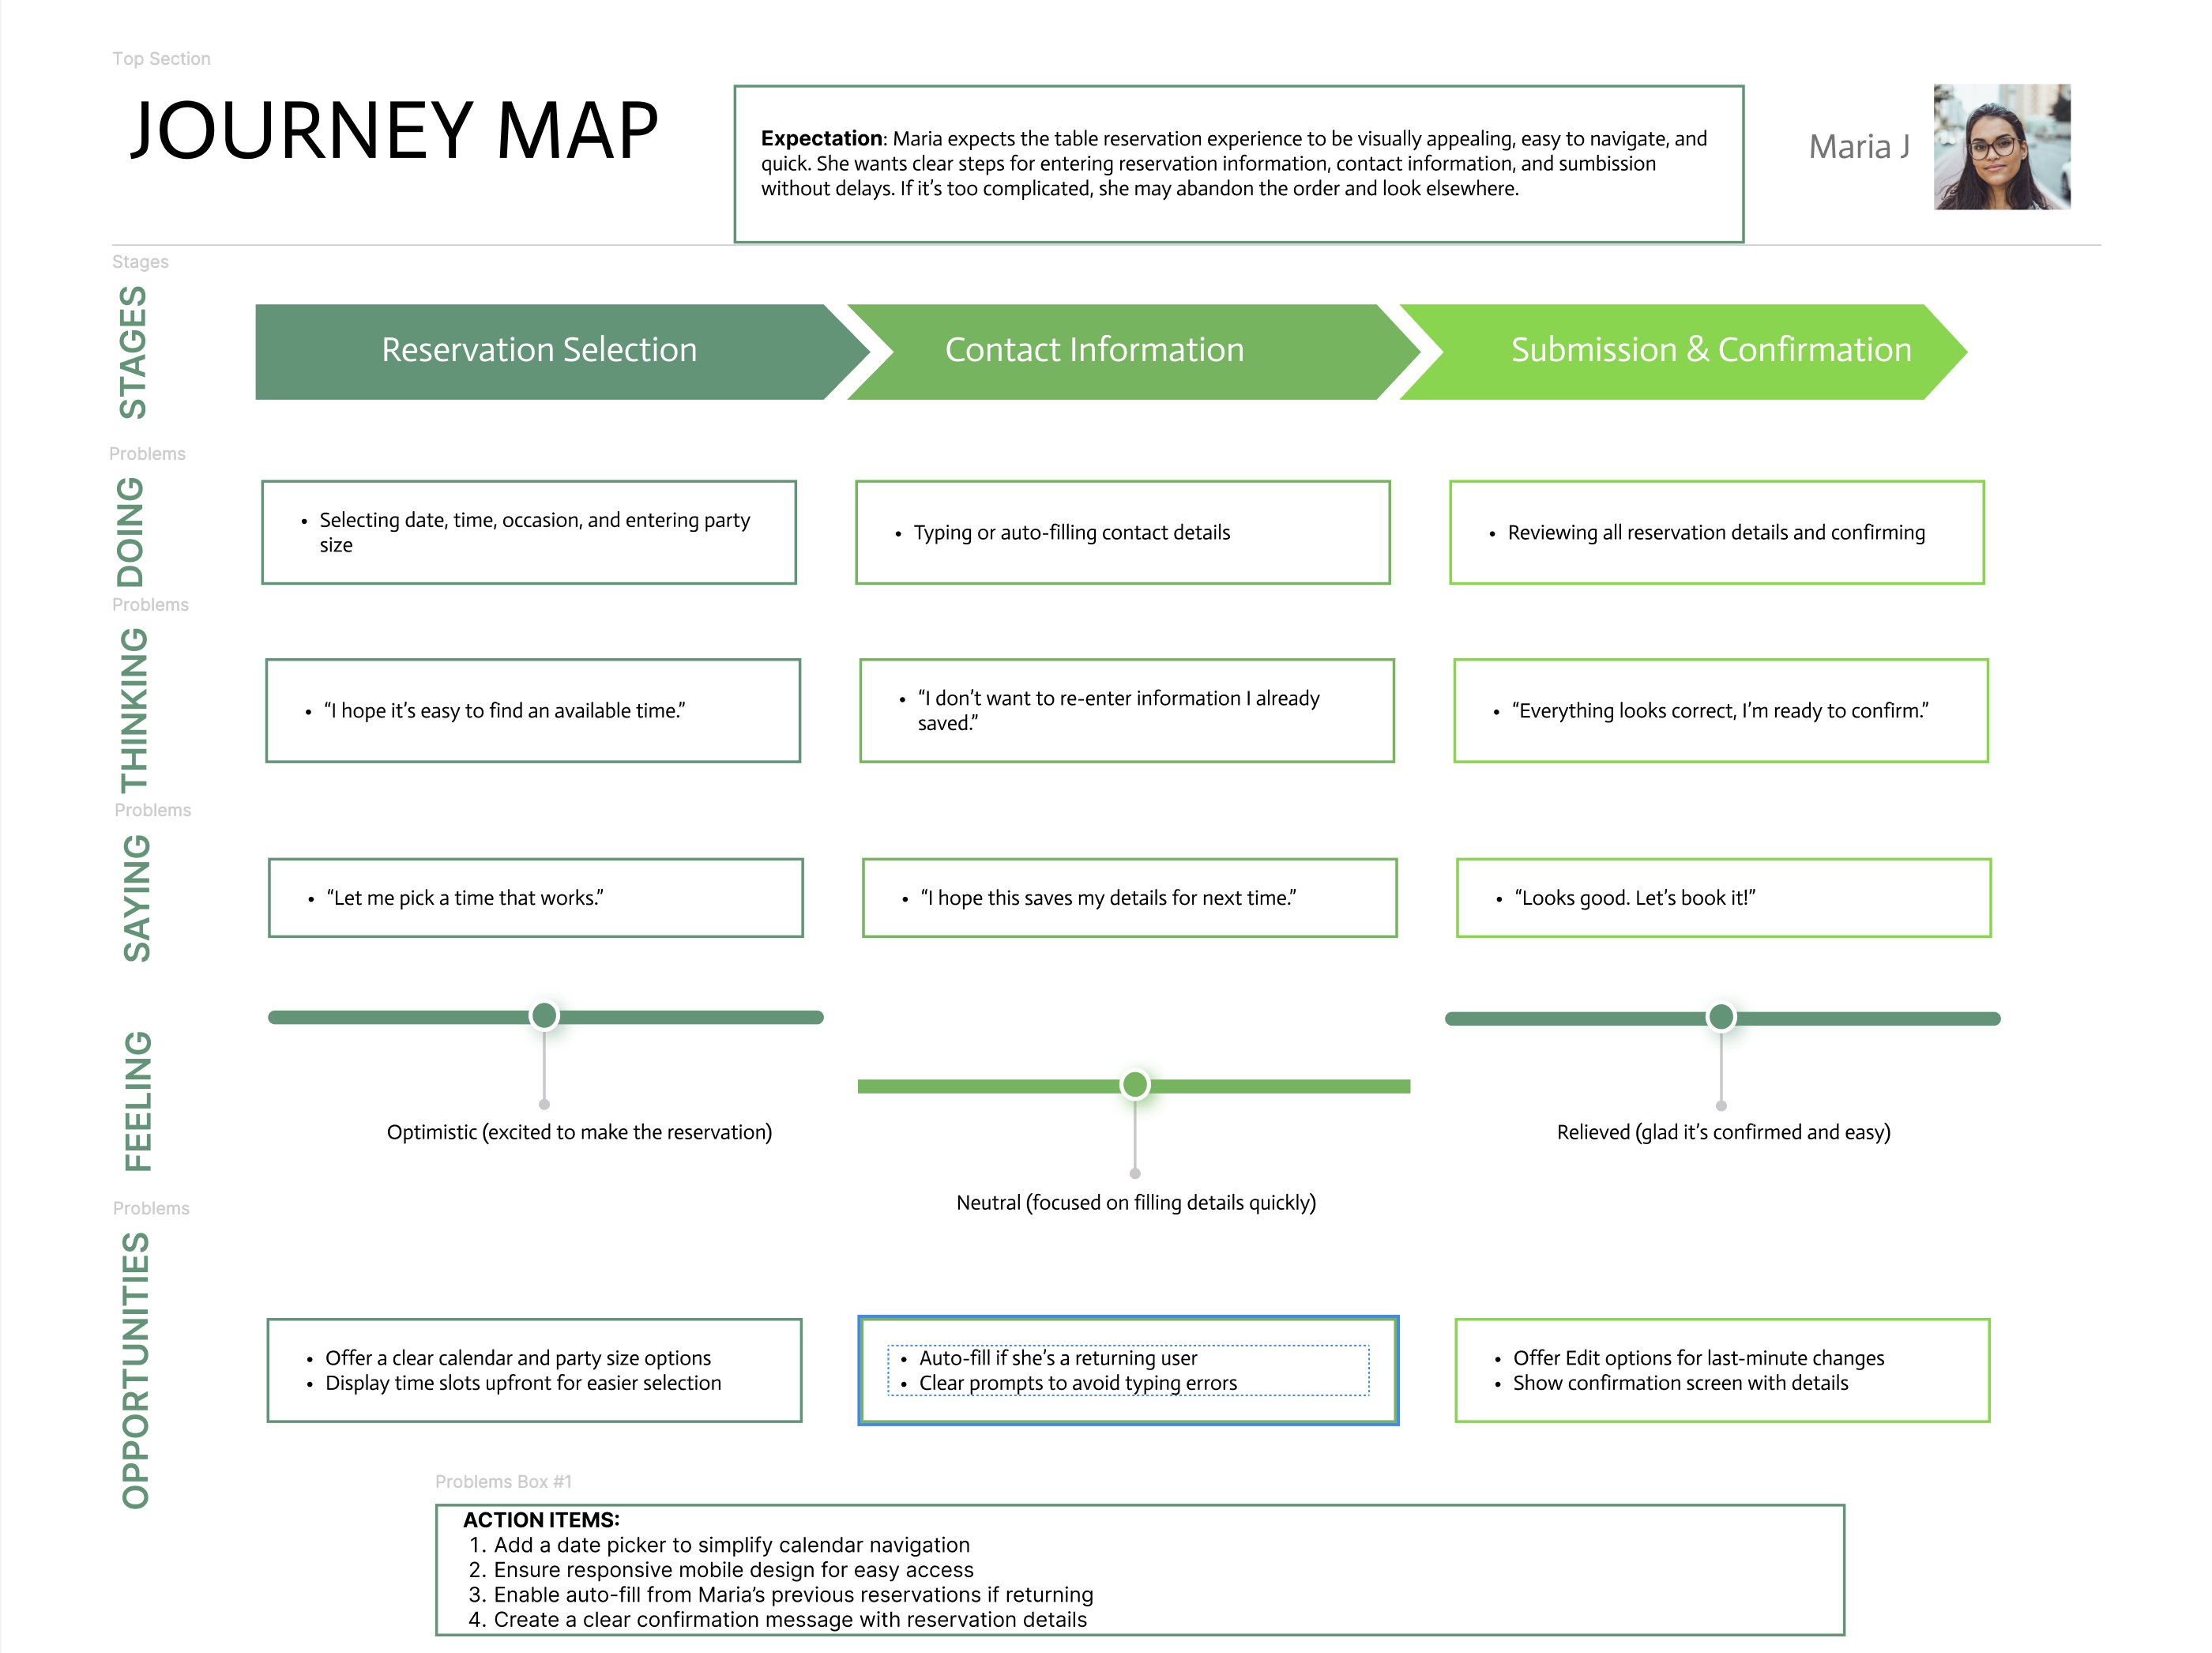 Top Section
JOURNEY MAP
Expectation: Maria expects the table reservation experience to be visually appealing, easy to navigate, and
quick. She wants clear steps for entering reservation information, contact information, and sumbission
without delays. If it's too complicated, she may abandon the order and look elsewhere.
Maria J
Stages
STAGES
Reservation Selection
Contact Information
Submission & Confirmation
Problems
DOING
• Selecting date, time, occasion, and entering party
size
• Typing or auto-filling contact details
• Reviewing all reservation details and confirming
Problems
THINKING
• “I hope it’s easy to find an available time.”
• “I don’t want to re-enter information I already
saved.”
• “Everything looks correct, I’m ready to confirm.”
Problems
SAYING
• “Let me pick a time that works.”
• “I hope this saves my details for next time.”
• “Looks good. Let’s book it!”
FEELING
Optimistic (excited to make the reservation)
Neutral (focused on filling details quickly)
Relieved (glad it’s confirmed and easy)
Problems
OPPORTUNITIES
• Offer a clear calendar and party size options
• Display time slots upfront for easier selection
• Auto-fill if she’s a returning user
• Clear prompts to avoid typing errors
• Offer Edit options for last-minute changes
• Show confirmation screen with details
Problems Box #1
ACTION ITEMS:
1. Add a date picker to simplify calendar navigation
2. Ensure responsive mobile design for easy access
3. Enable auto-fill from Maria’s previous reservations if returning
4. Create a clear confirmation message with reservation details